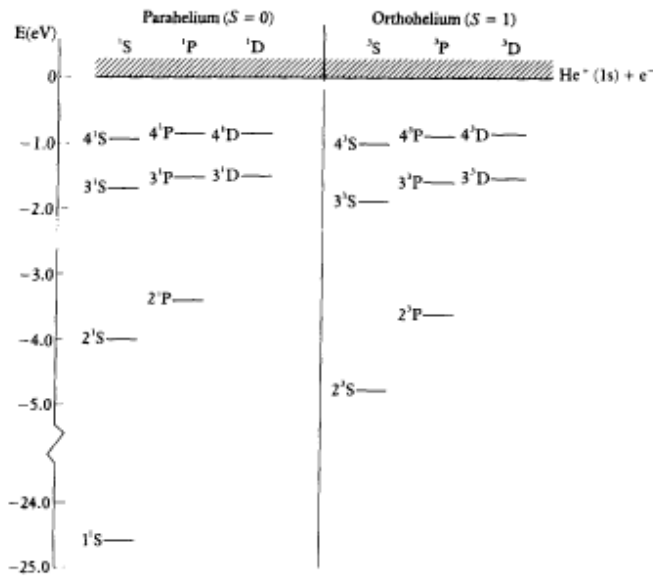 Parahelium (S = 0) Orthohelium (S = 1)
E(eV) ¹S ¹P ¹D ³S ³P ³D
0 He⁺ (1s) + e⁻
-1.0 4¹S 4¹P 4¹D 4³S 4³P 4³D
3¹S 3¹P 3¹D 3³S 3³P 3³D
-2.0
-3.0
2¹P 2³P
-4.0 2¹S
2³S
-5.0
-24.0
1¹S
-25.0